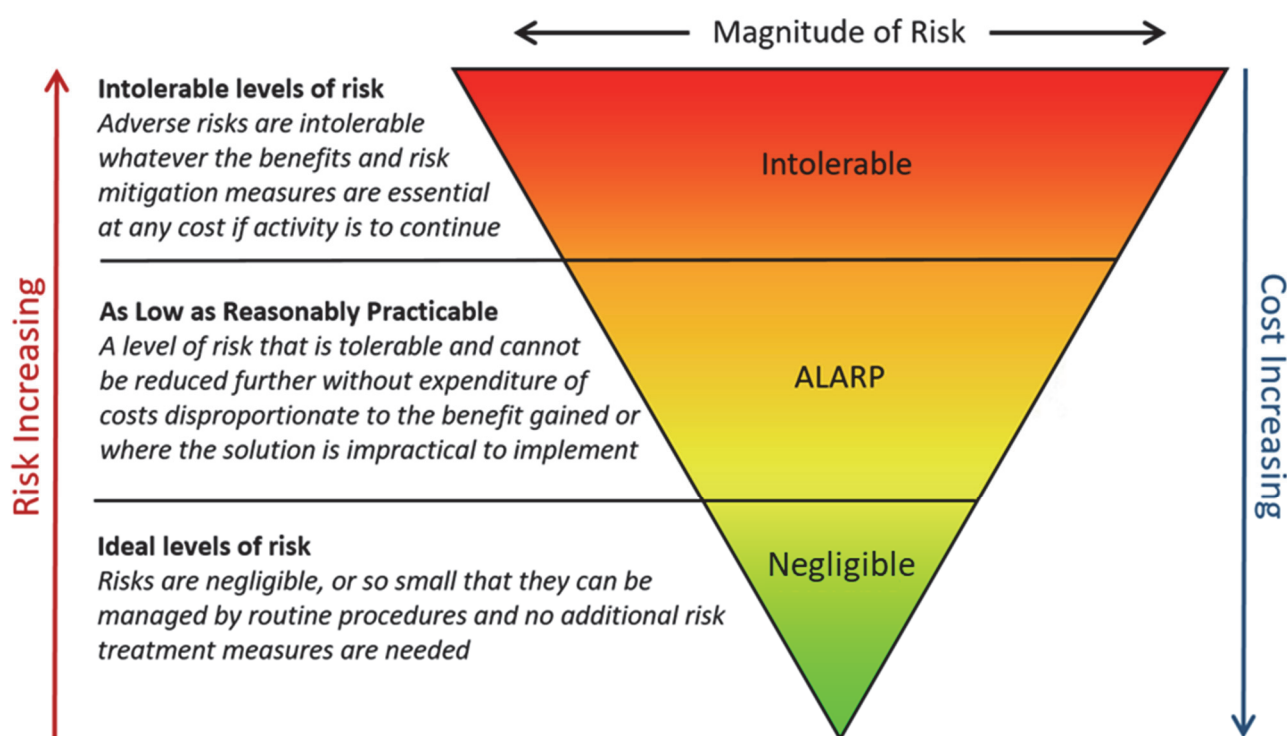 Magnitude of Risk
Risk Increasing
Intolerable levels of risk
Adverse risks are intolerable
whatever the benefits and risk
mitigation measures are essential
at any cost if activity is to continue
Intolerable
As Low as Reasonably Practicable
A level of risk that is tolerable and cannot
be reduced further without expenditure of
costs disproportionate to the benefit gained or
where the solution is impractical to implement
ALARP
Ideal levels of risk
Risks are negligible, or so small that they can be
managed by routine procedures and no additional risk
treatment measures are needed
Negligible
Cost Increasing